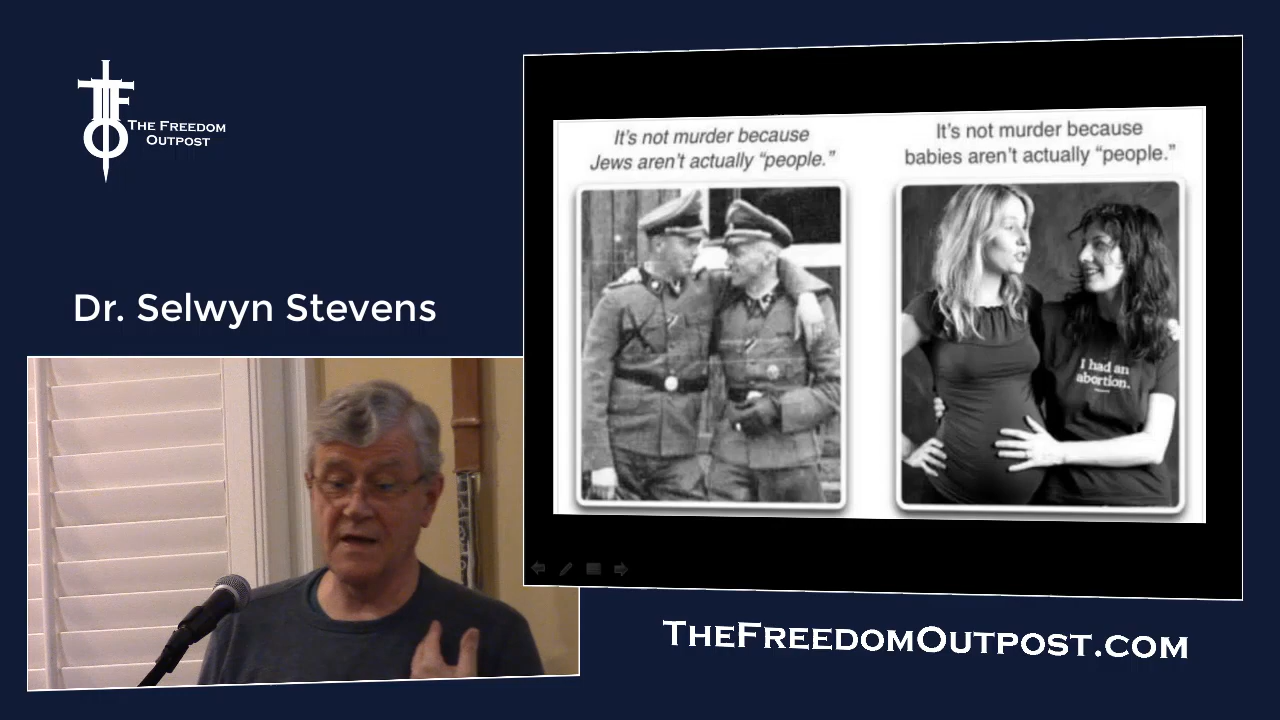 The Freedom
Outpost
Dr. Selwyn Stevens
It's not murder because
Jews aren't actually “people.”
It's not murder because
babies aren't actually “people.”
I had an
abortion.
TheFreedomOutpost.com